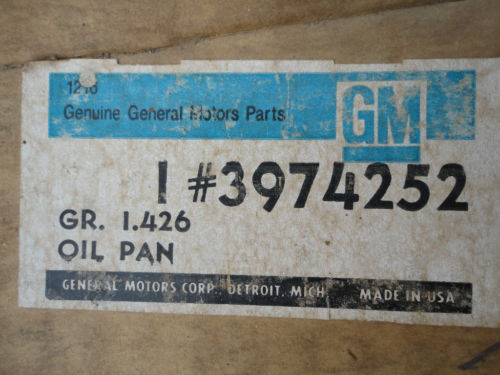 1216
Genuine General Motors Parts
GM
1 #3974252
GR. 1.426
OIL PAN
GENERAL MOTORS CORP., DETROIT, MICH. MADE IN USA